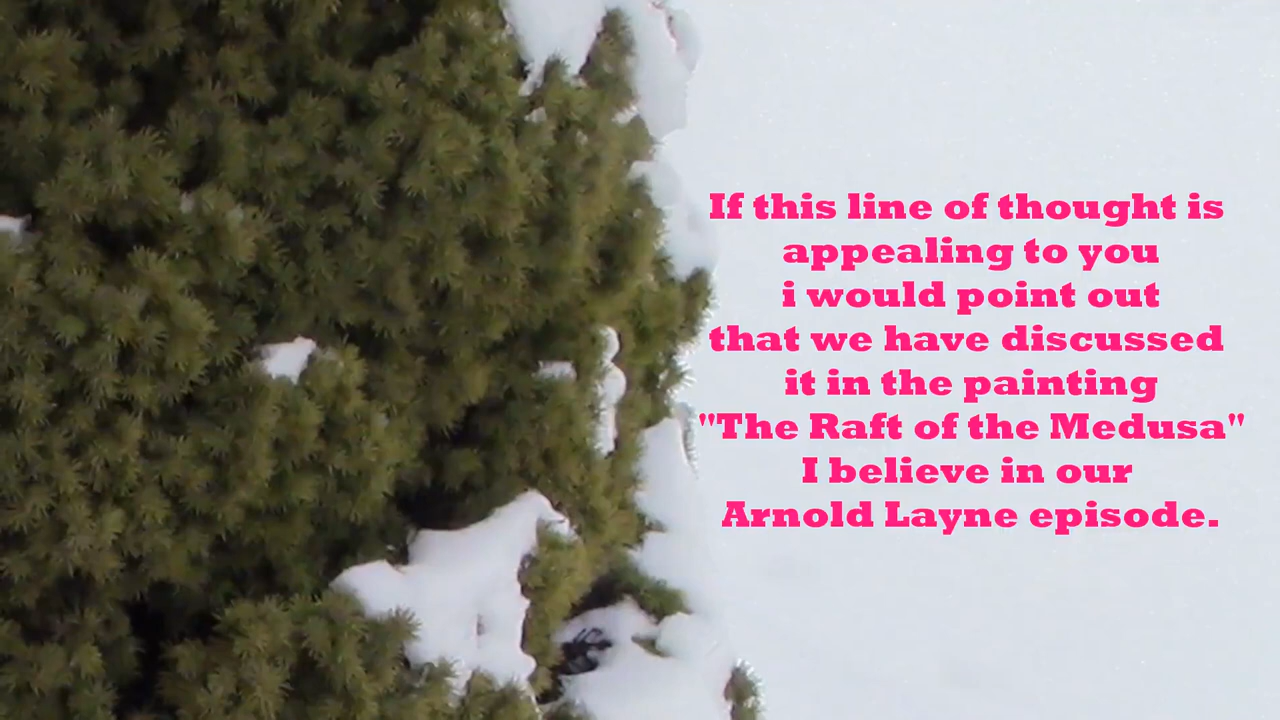 If this line of thought is
appealing to you
i would point out
that we have discussed
it in the painting
"The Raft of the Medusa"
I believe in our
Arnold Layne episode.